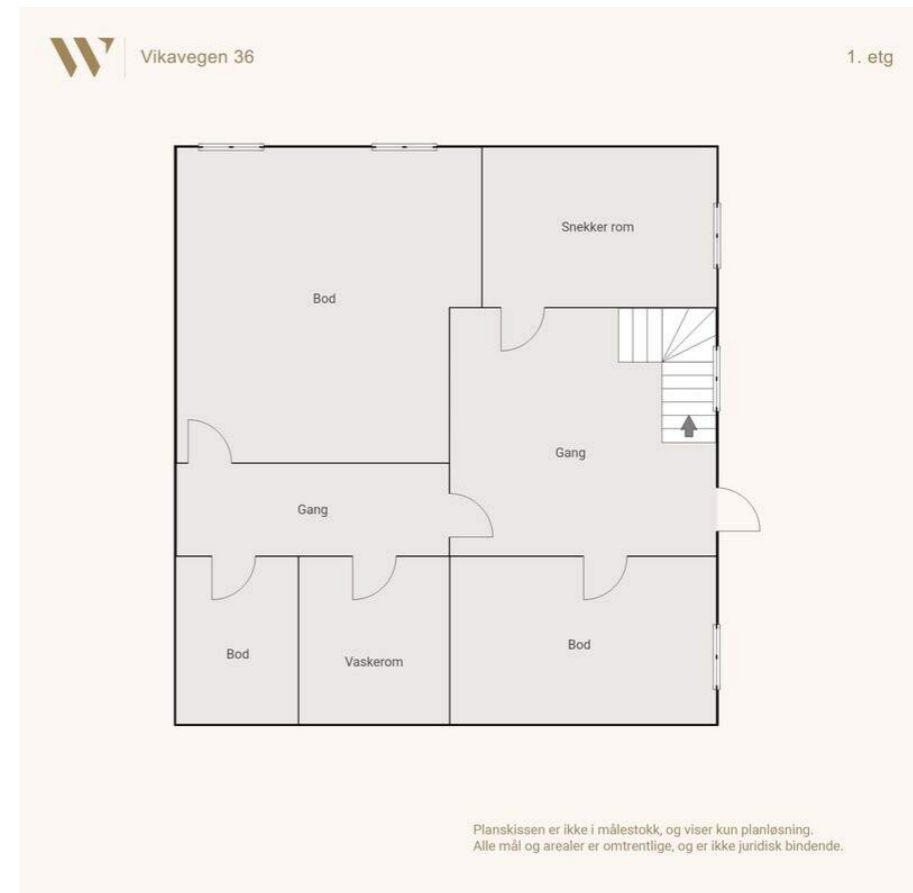 W
Vikavegen 36
1. etg
Snekker rom
Bod
Gang
Gang
Bod
Vaskerom
Bod
Planskissen er ikke i målestokk, og viser kun planløsning.
Alle mål og arealer er omtrentlige, og er ikke juridisk bindende.